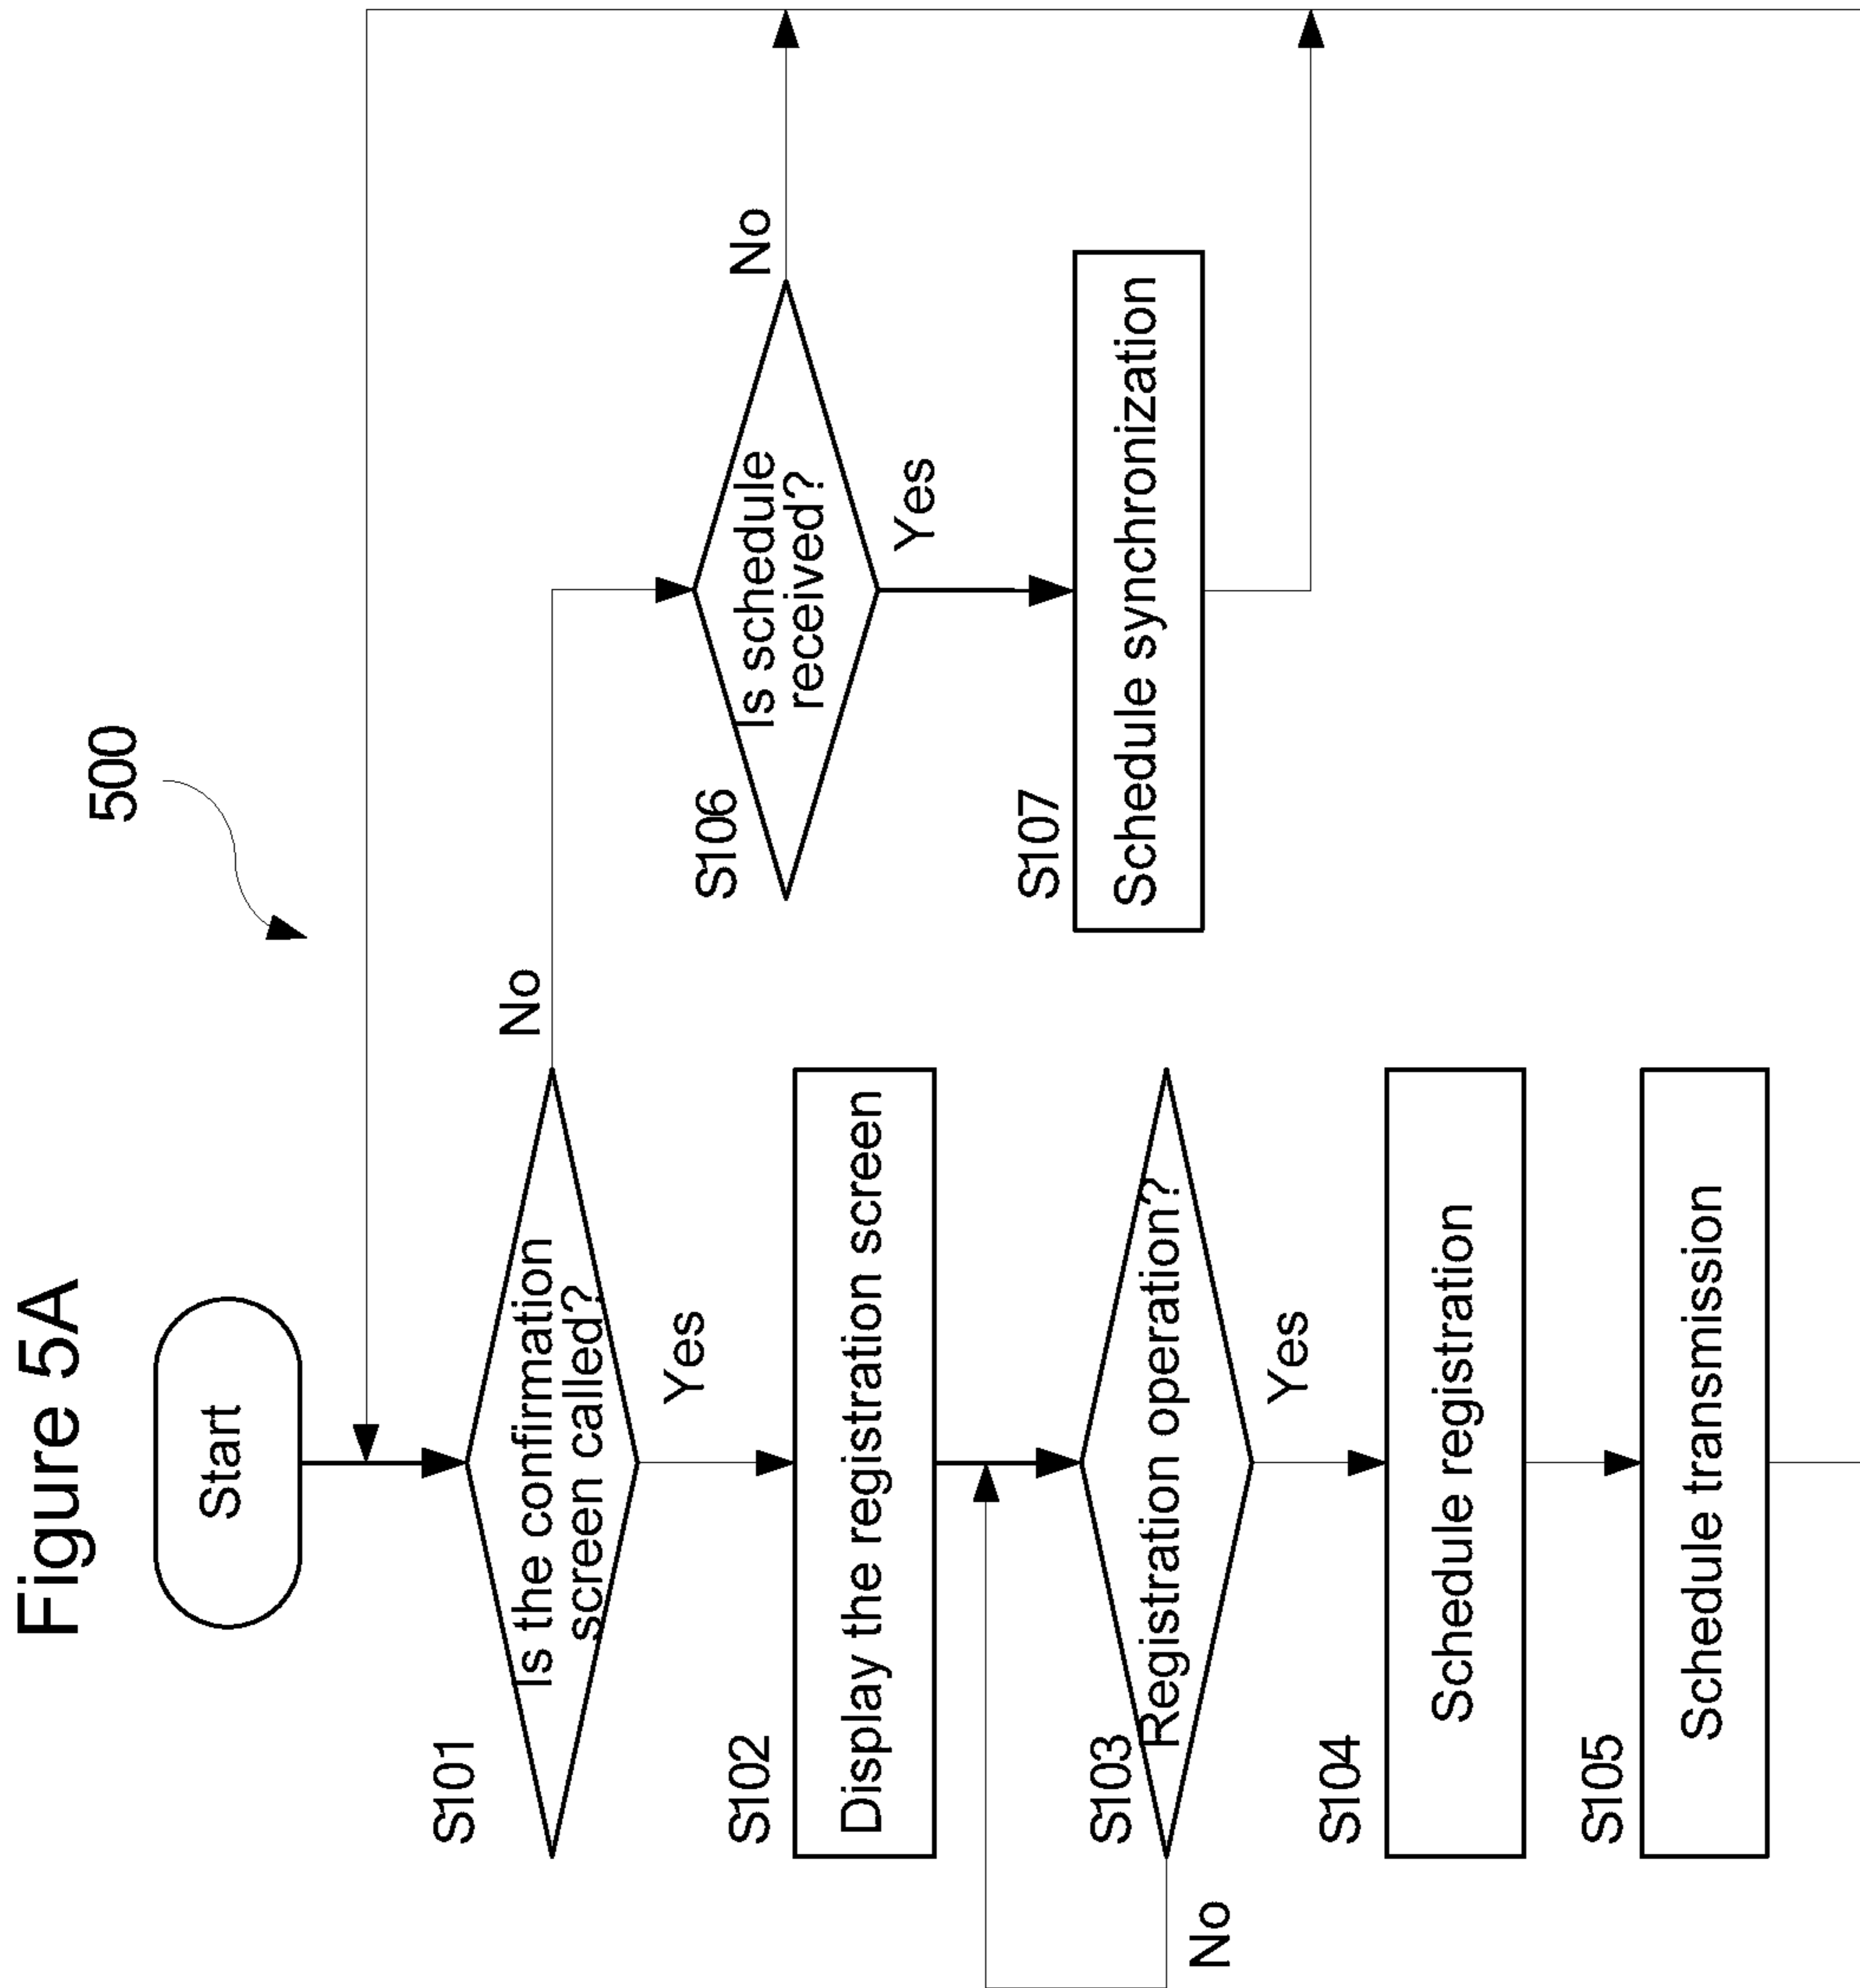 Figure 5A
500
Start
S101
Is the confirmation
screen called?
No
Yes
S102
Display the registration screen
S103
Registration operation?
No
Yes
S104
Schedule registration
S105
Schedule transmission
S106
Is schedule
received?
No
Yes
S107
Schedule synchronization